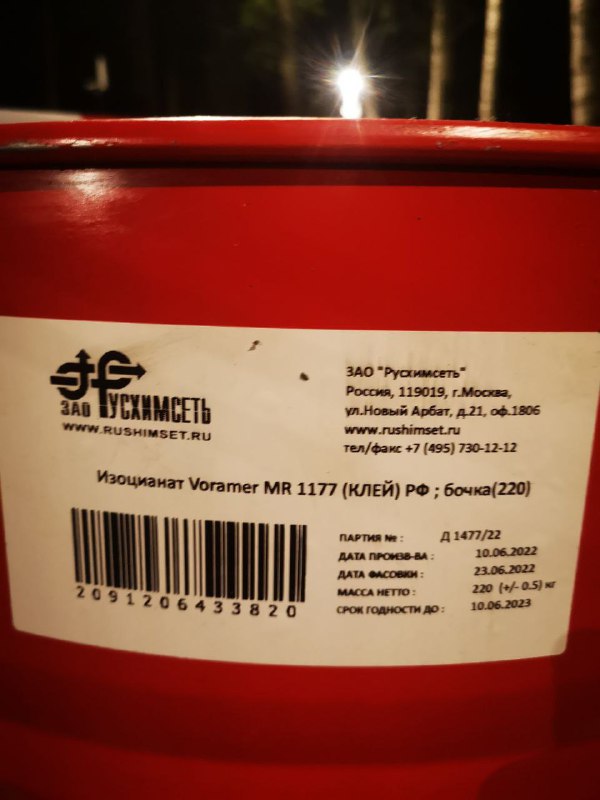 ЗАО РУСХИМСЕТЬ
WWW.RUSHIMSET.RU
ЗАО "Русхимсеть"
Россия, 119019, г.Москва,
ул.Новый Арбат, д.21, оф.1806
www.rushimset.ru
тел/факс +7 (495) 730-12-12
Изоцианат Voramer MR 1177 (КЛЕЙ) РФ ; бочка(220)
2091206433820
ПАРТИЯ № : Д 1477/22
ДАТА ПРОИЗВ-ВА : 10.06.2022
ДАТА ФАСОВКИ : 23.06.2022
МАССА НЕТТО : 220 (+/- 0.5) кг
СРОК ГОДНОСТИ ДО : 10.06.2023